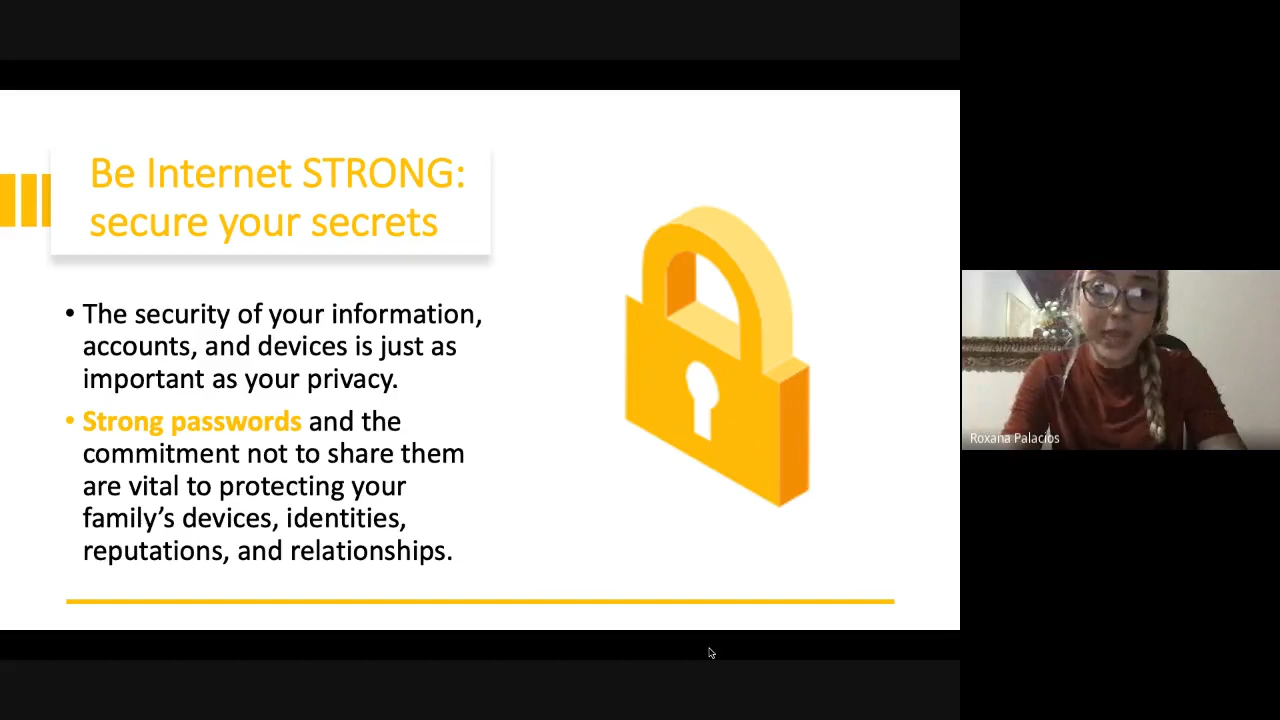 Be Internet STRONG:
secure your secrets
• The security of your information,
accounts, and devices is just as
important as your privacy.
• Strong passwords and the
commitment not to share them
are vital to protecting your
family’s devices, identities,
reputations, and relationships.
Roxana Palacios